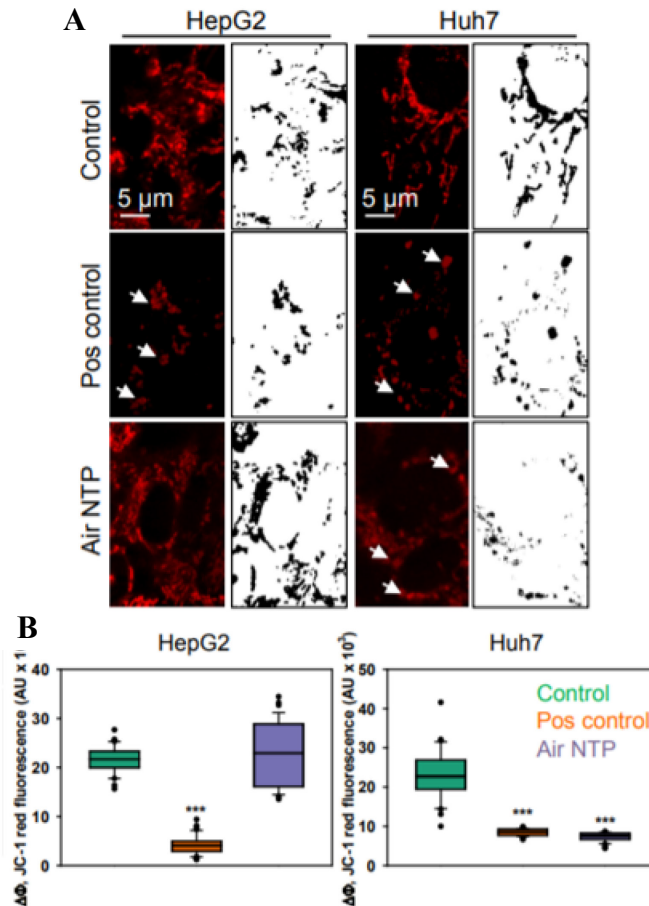 A
HepG2 Huh7
Control
5 µm 5 µm
Pos control
Air NTP
B
HepG2 Huh7
ΔΦ, JC-1 red fluorescence (AU x 1
40
30
20
10
0
***
ΔΦ, JC-1 red fluorescence (AU x 10³)
50
40
30
20
10
0
Control
Pos control
Air NTP
*** ***